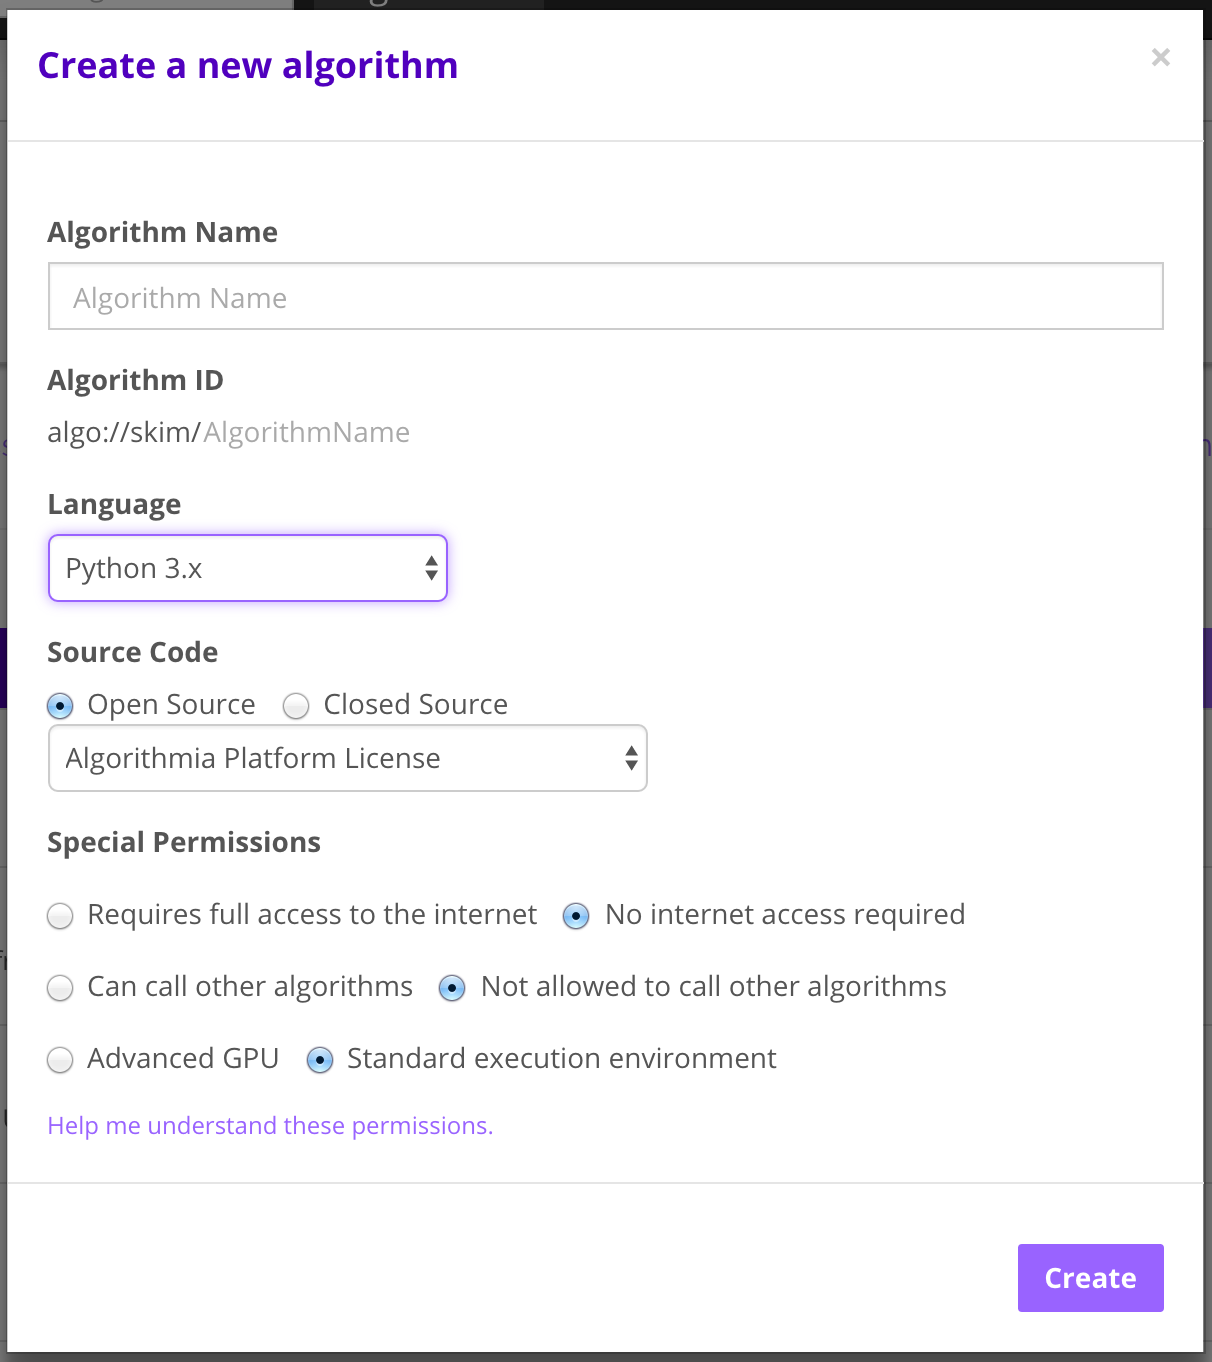 Create a new algorithm ×
Algorithm Name
Algorithm Name
Algorithm ID
algo://skim/AlgorithmName
Language
Python 3.x
Source Code
Open Source Closed Source
Algorithmia Platform License
Special Permissions
Requires full access to the internet No internet access required
Can call other algorithms Not allowed to call other algorithms
Advanced GPU Standard execution environment
Help me understand these permissions.
Create